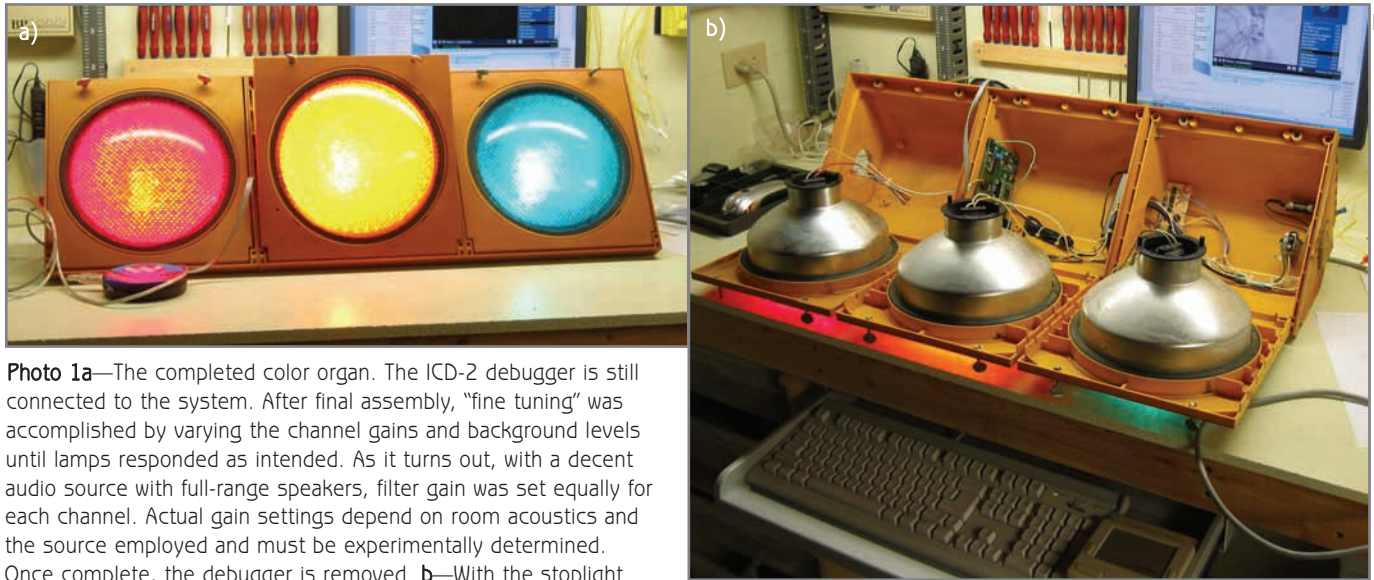 a)
b)
Photo 1a—The completed color organ. The ICD-2 debugger is still
connected to the system. After final assembly, “fine tuning” was
accomplished by varying the channel gains and background levels
until lamps responded as intended. As it turns out, with a decent
audio source with full-range speakers, filter gain was set equally for
each channel. Actual gain settings depend on room acoustics and
the source employed and must be experimentally determined.
Once complete, the debugger is removed. b—With the stoplight